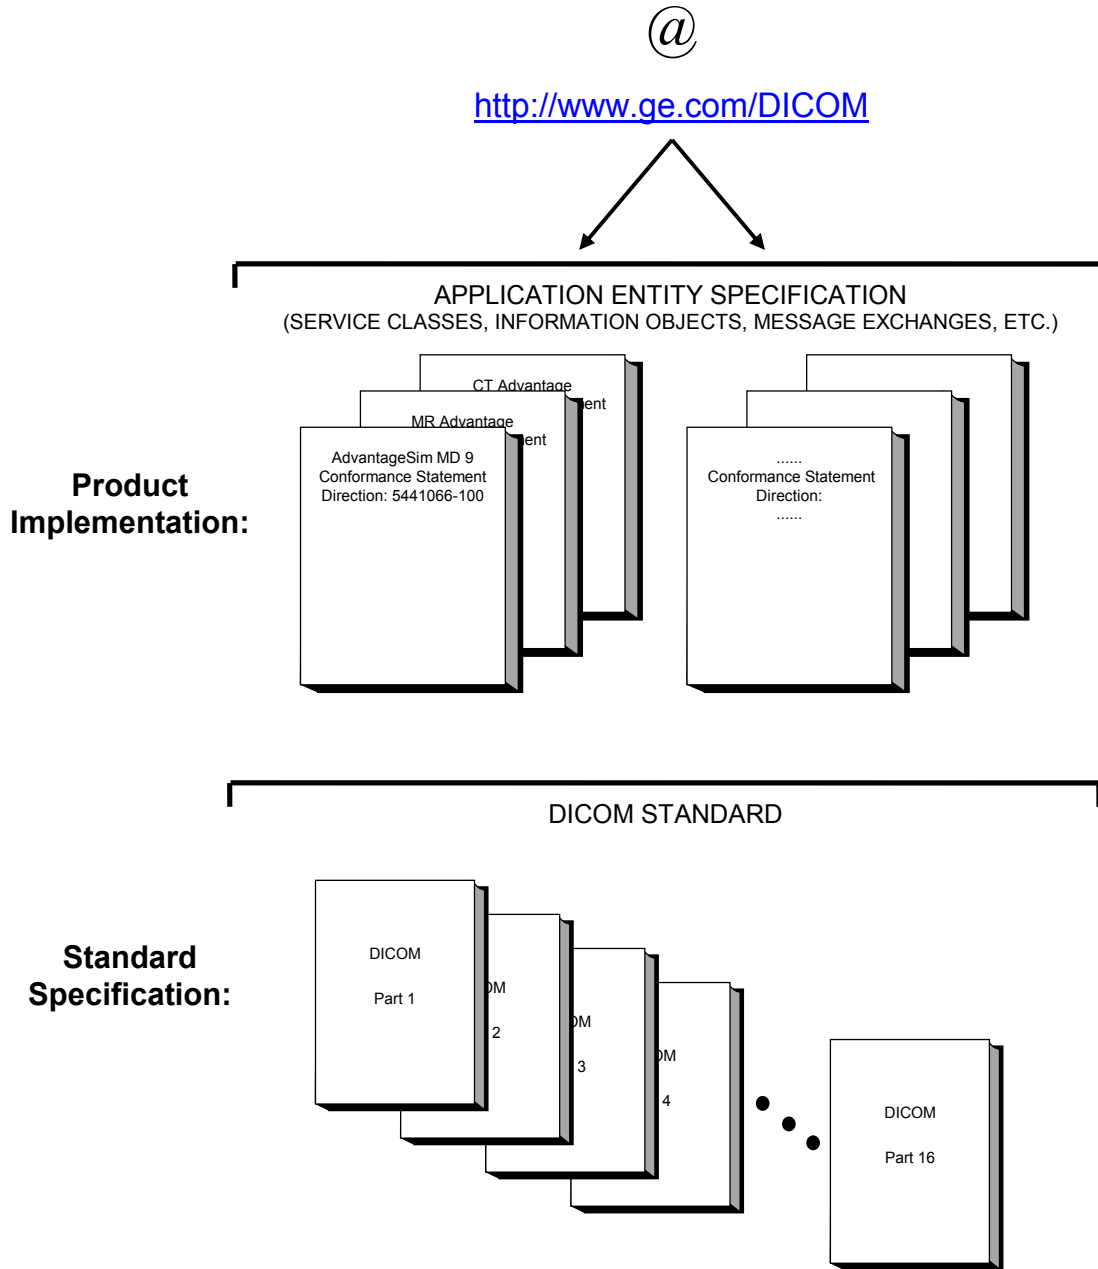 @
http://www.ge.com/DICOM
APPLICATION ENTITY SPECIFICATION
(SERVICE CLASSES, INFORMATION OBJECTS, MESSAGE EXCHANGES, ETC.)
CT Advantage
MR Advantage
AdvantageSim MD 9
Conformance Statement
Direction: 5441066-100
......
Conformance Statement
Direction:
......
Product
Implementation:
DICOM STANDARD
Standard
Specification:
DICOM
Part 1
2
3
4
DICOM
Part 16